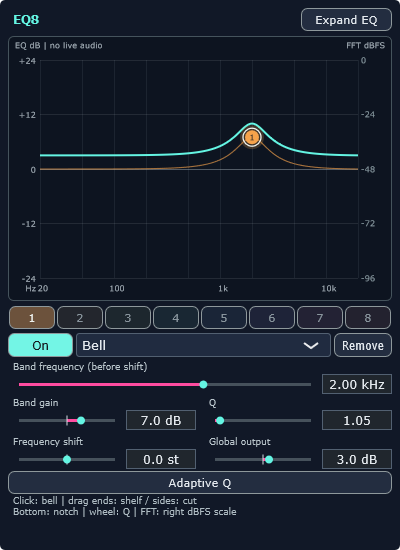 EQ8
Expand EQ
EQ dB | no live audio
FFT dBFS
+24
0
+12
-24
0
-48
-12
-72
-24
-96
Hz 20
100
1k
10k
1
1 2 3 4 5 6 7 8
On
Bell
Remove
Band frequency (before shift)
2.00 kHz
Band gain
Q
7.0 dB
1.05
Frequency shift
Global output
0.0 st
3.0 dB
Adaptive Q
Click: bell | drag ends: shelf / sides: cut
Bottom: notch | wheel: Q | FFT: right dBFS scale